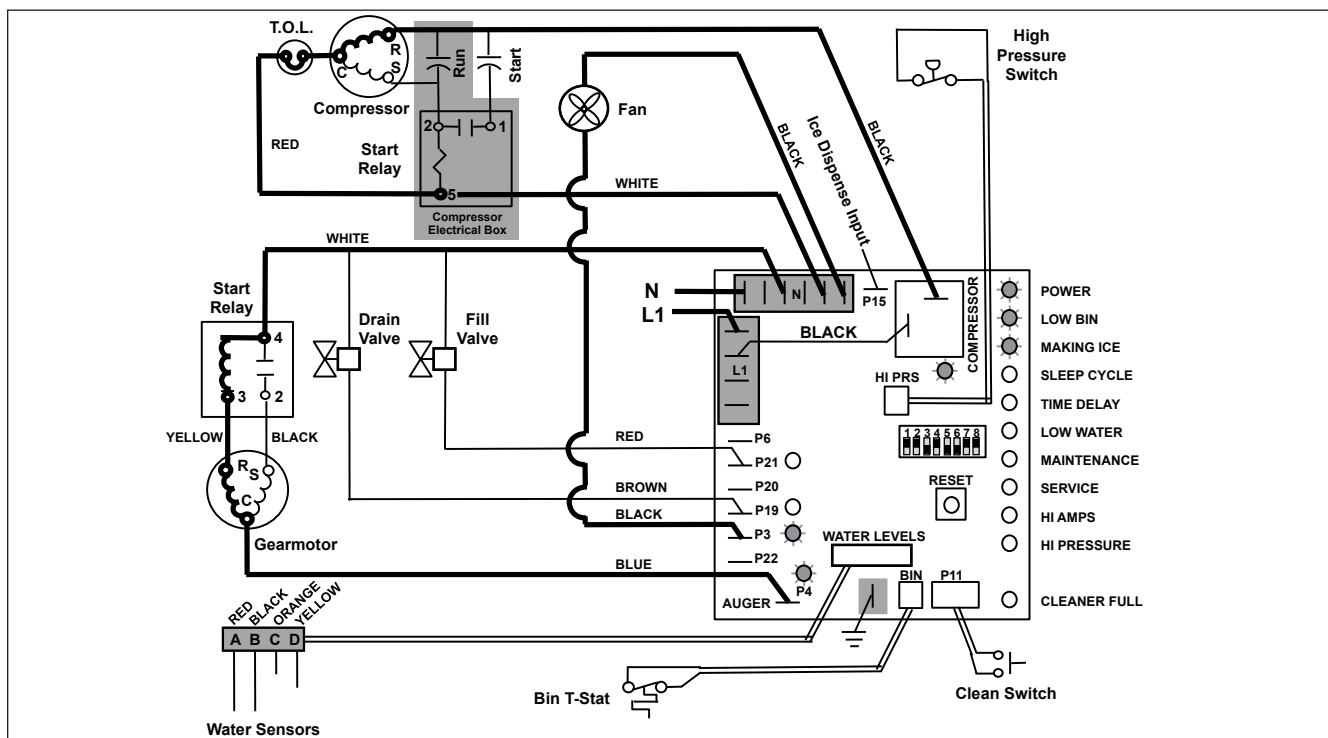 T.O.L.
R
C
S
Compressor
Run
Start
RED
Start
Relay
2
1
5
Compressor
Electrical Box
Fan
WHITE
BLACK
BLACK
Ice Dispense Input
High
Pressure
Switch
WHITE
Start
Relay
4
3
2
YELLOW
BLACK
R
S
C
Gearmotor
Drain
Valve
Fill
Valve
N
L1
N
P15
BLACK
L1
COMPRESSOR
HI PRS
POWER
LOW BIN
MAKING ICE
SLEEP CYCLE
TIME DELAY
LOW WATER
MAINTENANCE
SERVICE
HI AMPS
HI PRESSURE
CLEANER FULL
1 2 3 4 5 6 7 8
RESET
RED
P6
P21
P20
BROWN
P19
BLACK
P3
P22
BLUE
P4
AUGER
WATER LEVELS
BIN
P11
RED
BLACK
ORANGE
YELLOW
A B C D
Water Sensors
Bin T-Stat
Clean Switch